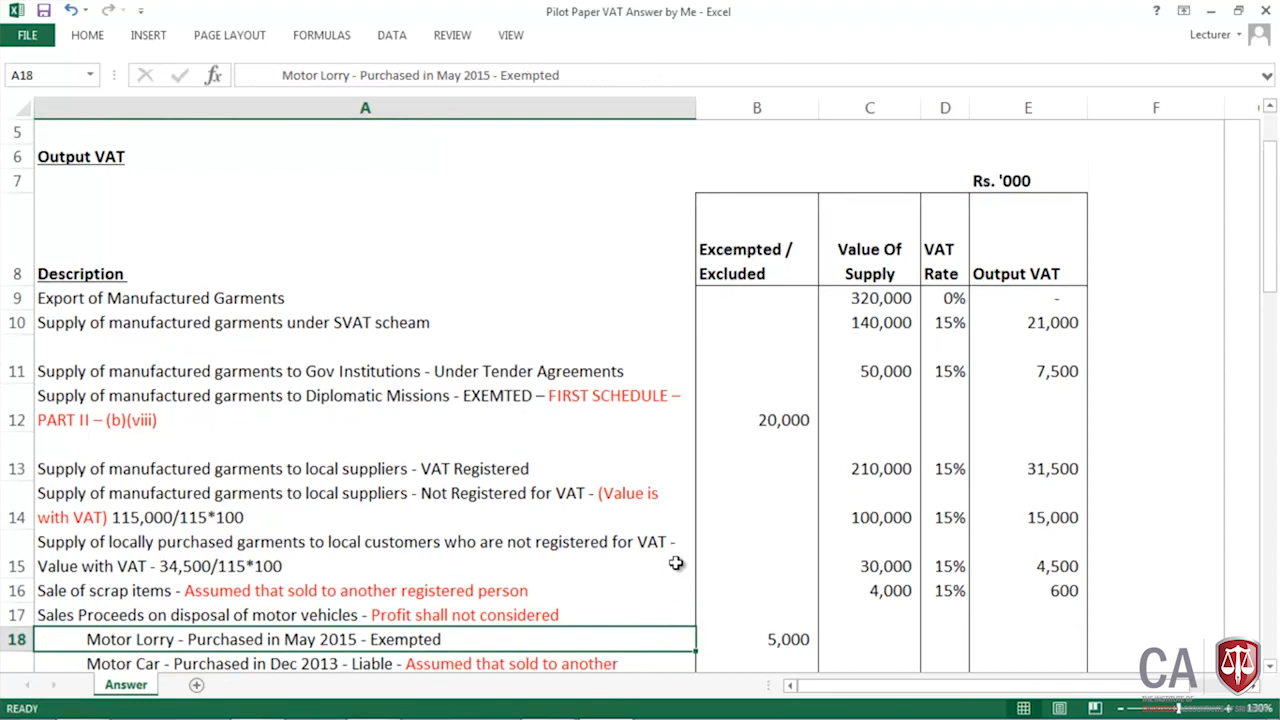 Pilot Paper VAT Answer by Me - Excel
FILE HOME INSERT PAGE LAYOUT FORMULAS DATA REVIEW VIEW Lecturer
A18 fx Motor Lorry - Purchased in May 2015 - Exempted
A B C D E F
5
6 Output VAT
7 Rs. '000
Excempted / Value Of VAT
8 Description Excluded Supply Rate Output VAT
9 Export of Manufactured Garments 320,000 0% -
10 Supply of manufactured garments under SVAT scheam 140,000 15% 21,000
11 Supply of manufactured garments to Gov Institutions - Under Tender Agreements 50,000 15% 7,500
Supply of manufactured garments to Diplomatic Missions - EXEMTED – FIRST SCHEDULE –
12 PART II – (b)(viii) 20,000
13 Supply of manufactured garments to local suppliers - VAT Registered 210,000 15% 31,500
Supply of manufactured garments to local suppliers - Not Registered for VAT - (Value is
14 with VAT) 115,000/115*100 100,000 15% 15,000
Supply of locally purchased garments to local customers who are not registered for VAT -
15 Value with VAT - 34,500/115*100 30,000 15% 4,500
16 Sale of scrap items - Assumed that sold to another registered person 4,000 15% 600
17 Sales Proceeds on disposal of motor vehicles - Profit shall not considered
18 Motor Lorry - Purchased in May 2015 - Exempted 5,000
Motor Car - Purchased in Dec 2013 - Liable - Assumed that sold to another
CA
Answer
READY 130%